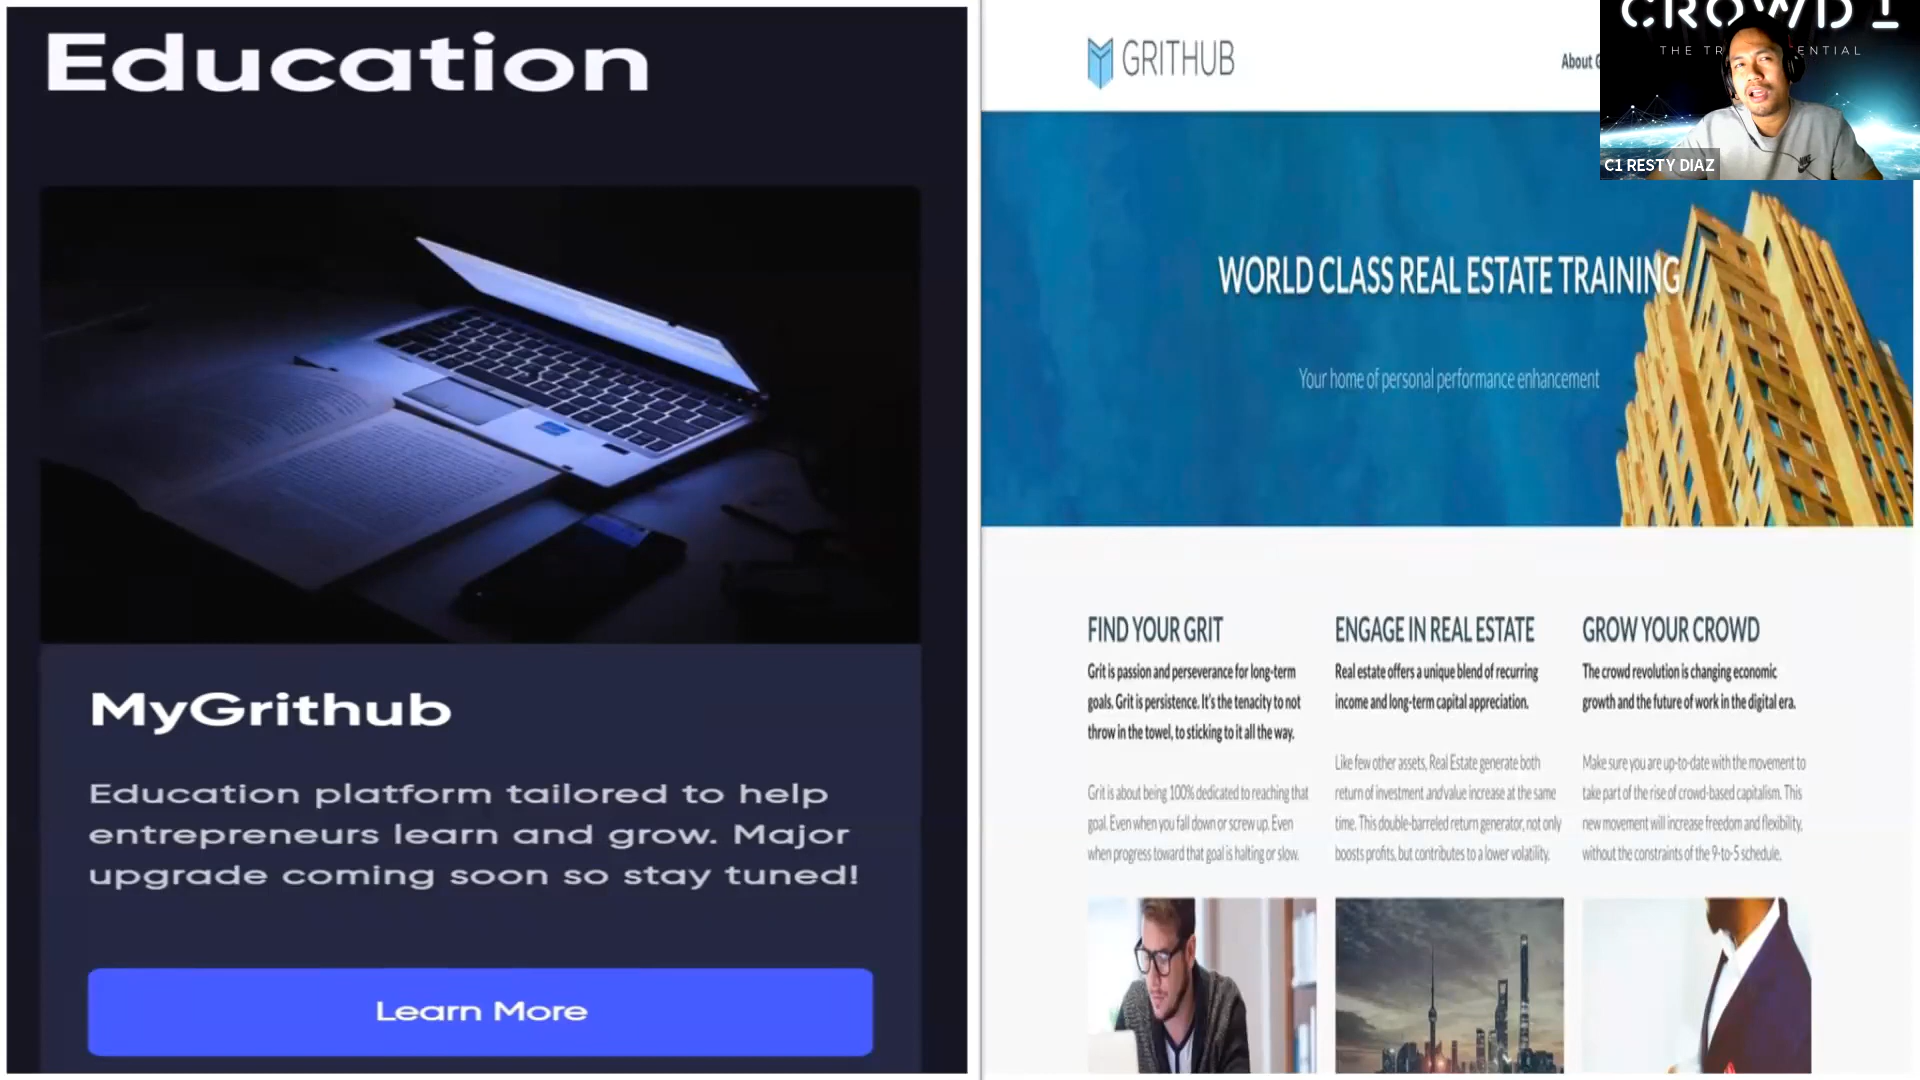 Education
MyGrithub
Education platform tailored to help
entrepreneurs learn and grow. Major
upgrade coming soon so stay tuned!
Learn More
GRITHUB
About
WORLD CLASS REAL ESTATE TRAINING
Your home of personal performance enhancement
FIND YOUR GRIT
Grit is passion and perseverance for long-term
goals. Grit is persistence. It's the tenacity to not
throw in the towel, to sticking to it all the way.
Grit is about being 100% dedicated to reaching that
goal. Even when you fall down or screw up. Even
when progress toward that goal is halting or slow.
ENGAGE IN REAL ESTATE
Real estate offers a unique blend of recurring
income and long-term capital appreciation.
Like few other assets, Real Estate generate both
return of investment and value increase at the same
time. This double-barreled return generator, not only
boosts profits, but contributes to a lower volatility.
GROW YOUR CROWD
The crowd revolution is changing economic
growth and the future of work in the digital era.
Make sure you are up-to-date with the movement to
take part of the rise of crowd-based capitalism. This
new movement will increase freedom and flexibility,
without the constraints of the 9-to-5 schedule.
CROWD 1
THE
C1 RESTY DIAZ